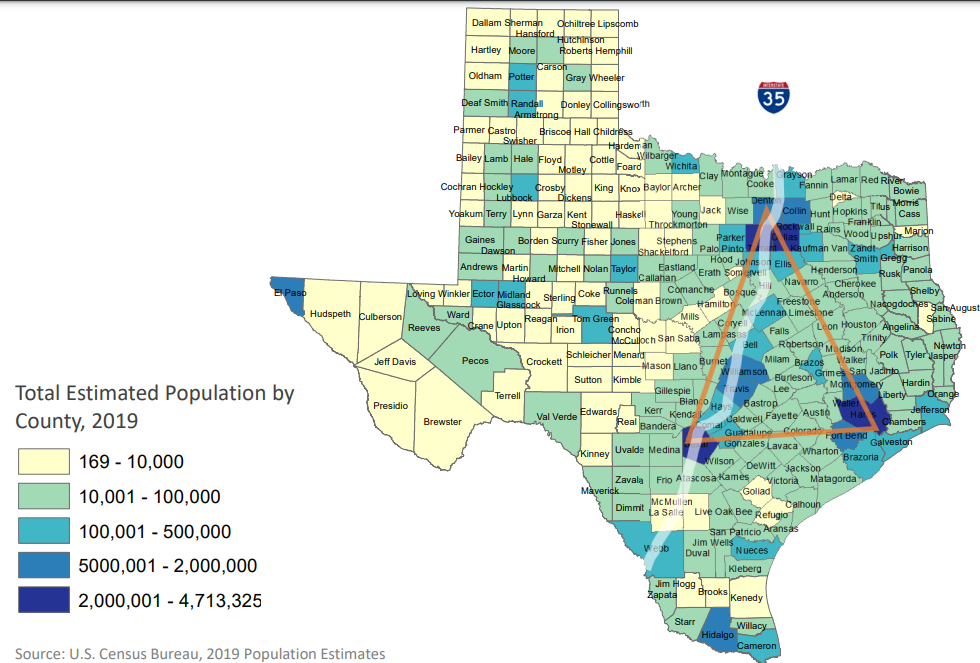 Dallam Sherman Ochiltree Lipscomb
Hansford
Hutchinson
Hartley Moore Roberts Hemphill
Carson
Oldham Potter Gray Wheeler
35
Deaf Smith Randall Donley Collingsworth
Armstrong
Parmer Castro Briscoe Hall Childress
Swisher
Hardeman
Bailey Lamb Hale Floyd Cottle Foard Wilbarger Wichita
Motley
Clay Montague Cooke Grayson Fannin Lamar Red River Bowie
Cochran Hockley Crosby King Knox Baylor Archer
Lubbock Dickens
Jack Wise Denton Collin Hunt Hopkins Delta Titus Morris Cass
Franklin
Yoakum Terry Lynn Garza Kent Haskell Young
Stonewall Throckmorton
Parker Dallas Rockwall Rains Wood Upshur Marion
Gaines Borden Scurry Fisher Jones Stephens Palo Pinto
Dawson Shackelford
Kaufman Van Zandt Harrison
Smith Gregg
Hood Johnson Ellis
Andrews Martin Mitchell Nolan Taylor Eastland Erath Somervell Henderson Rusk Panola
Howard Callahan
Navarro Cherokee
Hill Anderson Shelby
El Paso Loving Winkler Ector Midland Sterling Coke Runnels Comanche Bosque
Glasscock Coleman Brown
Freestone Nacogdoches San August
Hamilton McLennan Limestone Sabine
Hudspeth Culberson Ward Reagan Tom Green Mills
Reeves Crane Upton Irion Concho
McCulloch San Saba Lampasas Coryell Falls Leon Houston Angelina
Trinity
Bell Robertson Newton
Jeff Davis Pecos Crockett Schleicher Menard Mason Llano Burnet Milam Madison Walker Polk Tyler Jasper
Williamson Brazos Grimes San Jacinto
Sutton Kimble Burleson Montgomery Hardin
Terrell Gillespie Travis Lee Liberty Orange
Presidio Brewster Blanco Bastrop Waller Harris Jefferson
Val Verde Edwards Kerr Kendall Hays Caldwell Fayette Austin Chambers
Real Bandera Comal Guadalupe Colorado Fort Bend Galveston
Kinney Uvalde Medina Gonzales Lavaca Wharton Brazoria
Wilson DeWitt Jackson
Maverick Zavala Frio Atascosa Karnes Victoria Matagorda
Goliad
Dimmit McMullen Calhoun
La Salle Live Oak Bee Refugio
Aransas
San Patricio
Webb Jim Wells Nueces
Duval
Kleberg
Jim Hogg Brooks Kenedy
Zapata
Starr Willacy
Hidalgo Cameron
Total Estimated Population by
County, 2019
169 - 10,000
10,001 - 100,000
100,001 - 500,000
5000,001 - 2,000,000
2,000,001 - 4,713,325
Source: U.S. Census Bureau, 2019 Population Estimates